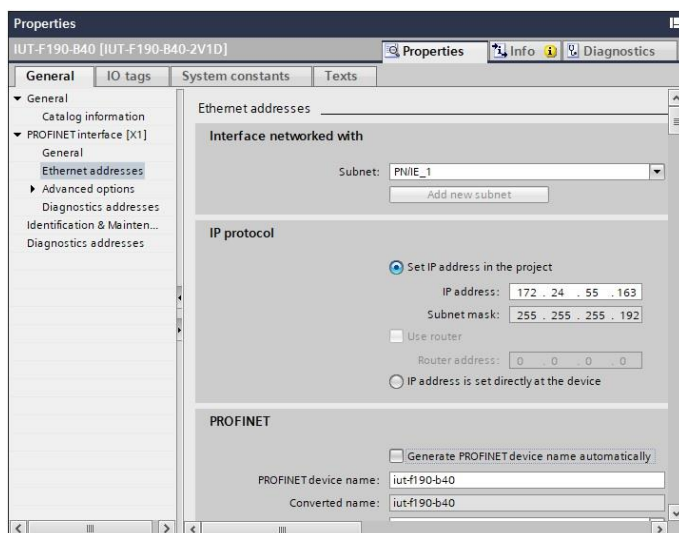 Properties
IUT-F190-B40 [IUT-F190-B40-2V1D]
Properties
Info
Diagnostics
General
IO tags
System constants
Texts
General
Catalog information
PROFINET interface [X1]
General
Ethernet addresses
Advanced options
Diagnostics addresses
Identification & Mainten...
Diagnostics addresses
Ethernet addresses
Interface networked with
Subnet: PN/IE_1
Add new subnet
IP protocol
Set IP address in the project
IP address: 172 . 24 . 55 . 163
Subnet mask: 255 . 255 . 255 . 192
Use router
Router address: 0 . 0 . 0 . 0
IP address is set directly at the device
PROFINET
Generate PROFINET device name automatically
PROFINET device name: iut-f190-b40
Converted name: iut-f190-b40